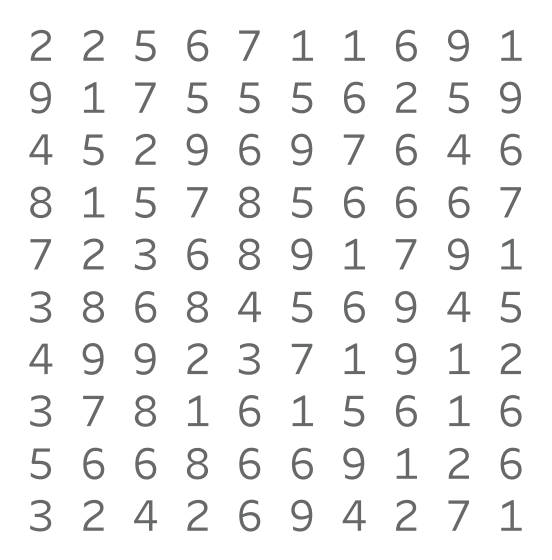 2 2 5 6 7 1 1 6 9 1
9 1 7 5 5 5 6 2 5 9
4 5 2 9 6 9 7 6 4 6
8 1 5 7 8 5 6 6 6 7
7 2 3 6 8 9 1 7 9 1
3 8 6 8 4 5 6 9 4 5
4 9 9 2 3 7 1 9 1 2
3 7 8 1 6 1 5 6 1 6
5 6 6 8 6 6 9 1 2 6
3 2 4 2 6 9 4 2 7 1